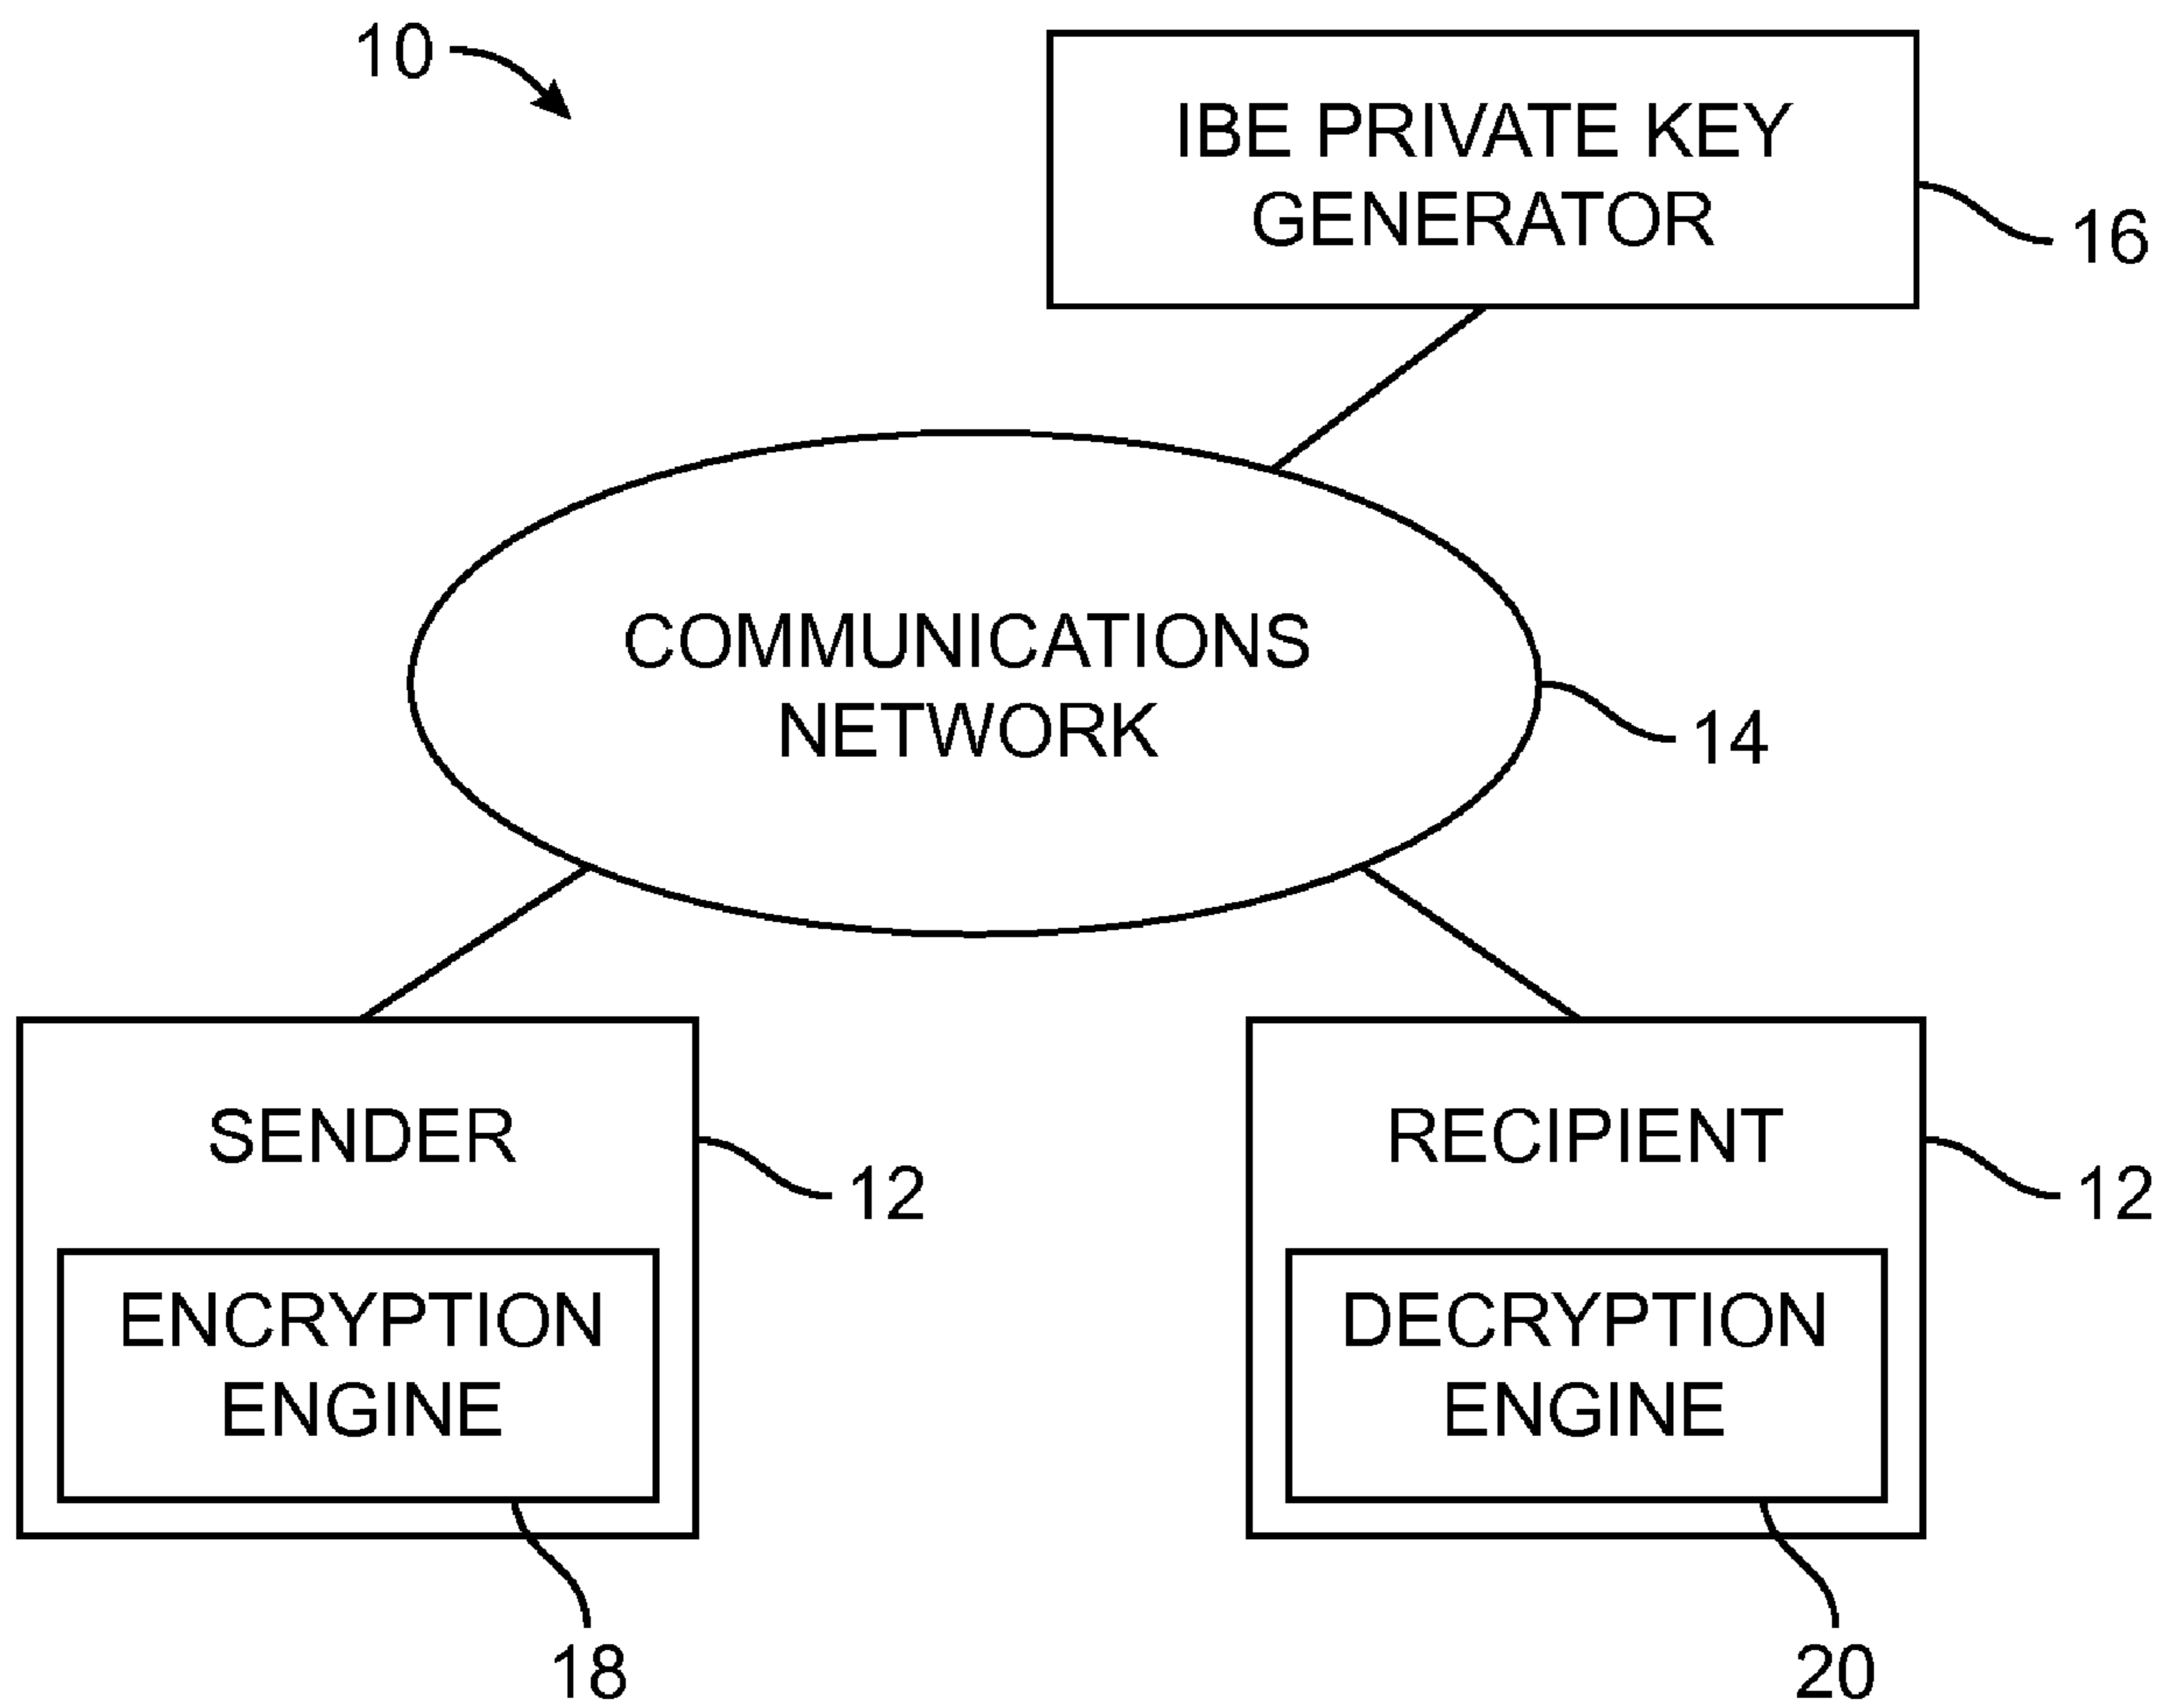 10
IBE PRIVATE KEY
GENERATOR
16
COMMUNICATIONS
NETWORK
14
SENDER
12
ENCRYPTION
ENGINE
18
RECIPIENT
12
DECRYPTION
ENGINE
20